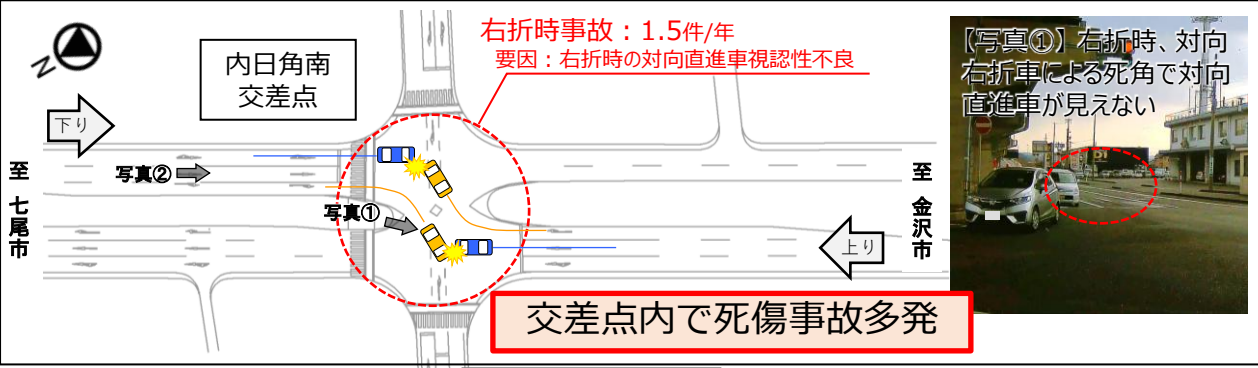 右折時事故：1.5件/年
要因：右折時の対向直進車視認性不良
【写真①】右折時、対向
右折車による死角で対向
直進車が見えない
N
内日角南
交差点
下り
至 七尾市
写真②
写真①
至 金沢市
上り
交差点内で死傷事故多発